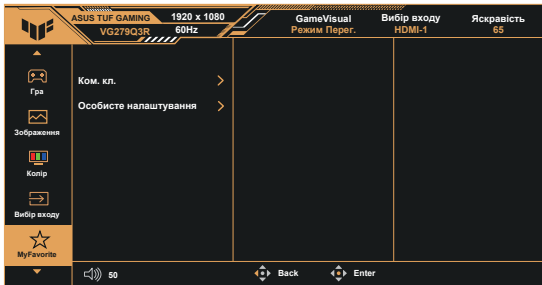 ASUS TUF GAMING 1920 x 1080 GameVisual Вибір входу Яскравість
VG279Q3R 60Hz Режим Перег. HDMI-1 65
Гра
Ком. кл.
Особисте налаштування
Зображення
Колір
Вибір входу
MyFavorite
50 Back Enter